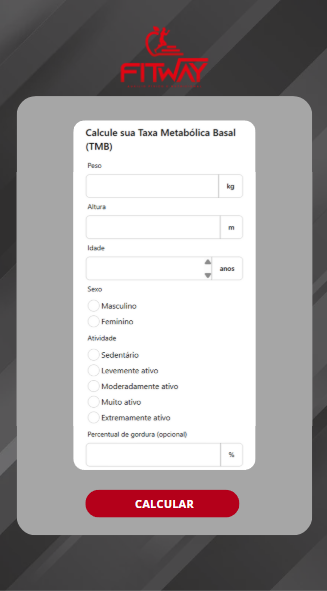 FITWAY
Calcule sua Taxa Metabólica Basal
(TMB)
Peso
kg
Altura
m
Idade
anos
Sexo
Masculino
Feminino
Atividade
Sedentário
Levemente ativo
Moderadamente ativo
Muito ativo
Extremamente ativo
Percentual de gordura (opcional)
%
CALCULAR